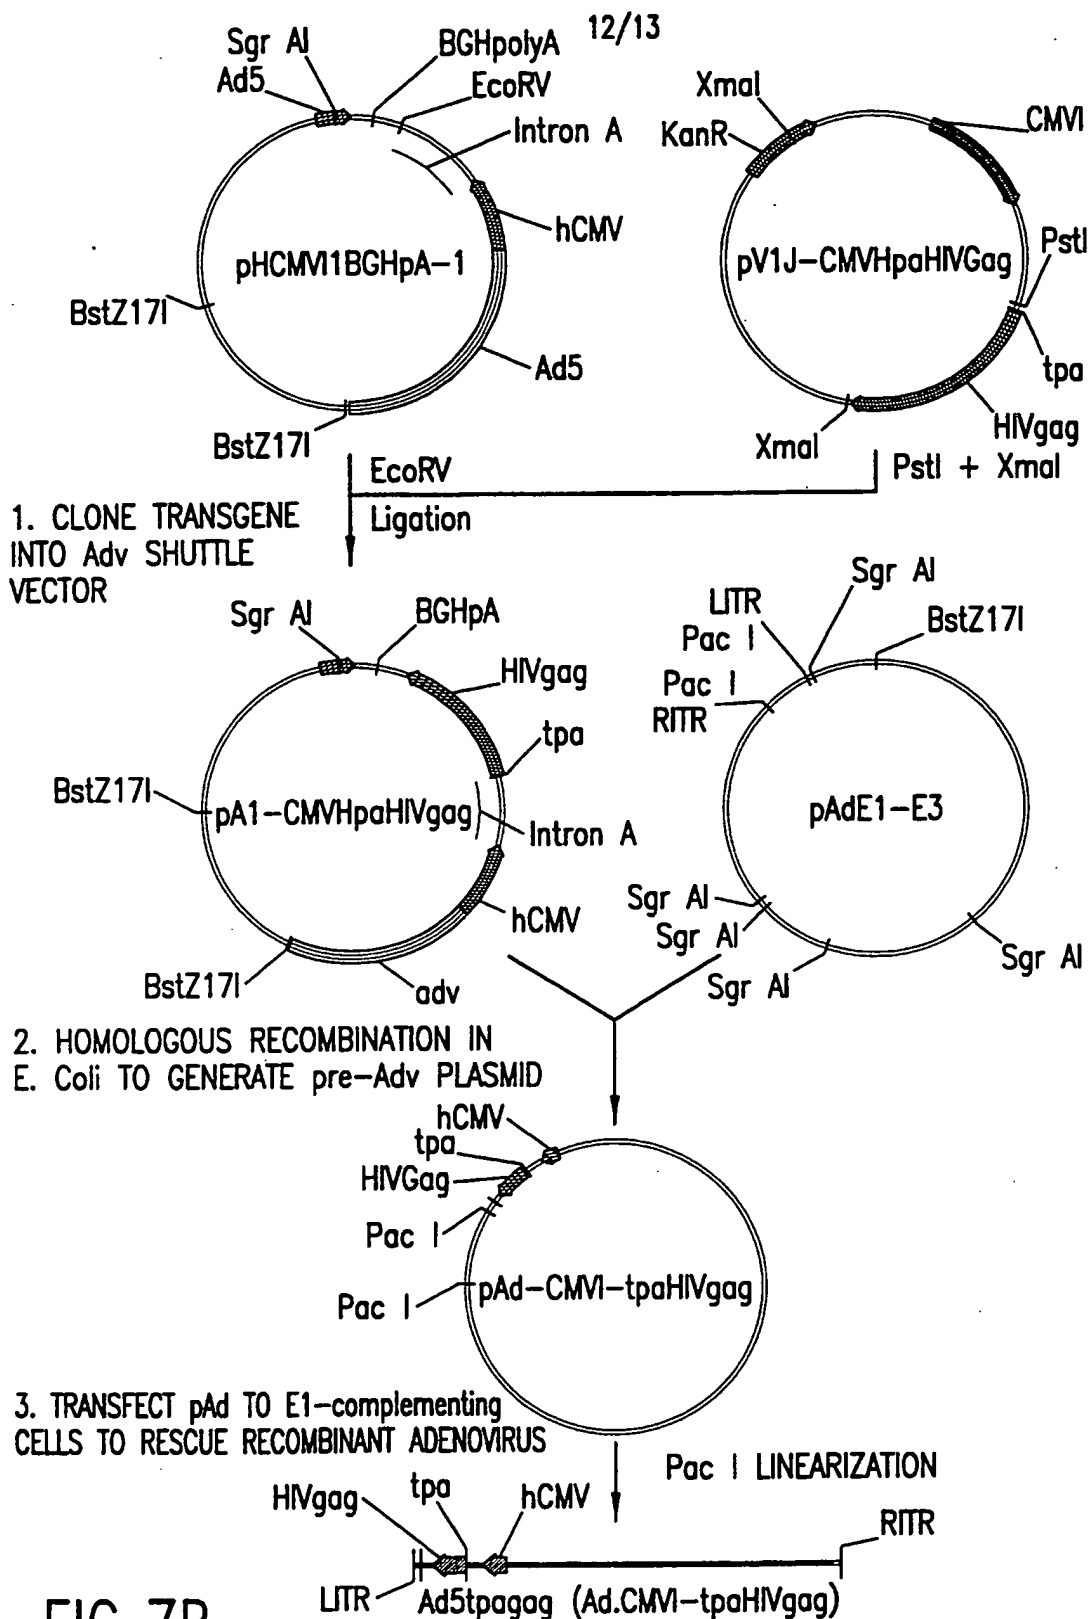 12/13
Sgr AI
Ad5
BGHpolyA
EcoRV
Intron A
hCMV
pHCMVI1BGHpA-1
BstZ17I
Ad5
BstZ17I
XmaI
KanR
CMVI
PstI
pV1J-CMVHpaHIVGag
tpa
HIVgag
XmaI
EcoRV
PstI + XmaI
Ligation
1. CLONE TRANSGENE
INTO Adv SHUTTLE
VECTOR
Sgr AI
BGHpA
HIVgag
tpa
BstZ17I
pA1-CMVHpaHIVgag
Intron A
hCMV
BstZ17I
adv
Sgr AI
LITR
Pac I
BstZ17I
Pac I
RITR
pAdE1-E3
Sgr AI
Sgr AI
Sgr AI
Sgr AI
2. HOMOLOGOUS RECOMBINATION IN
E. Coli TO GENERATE pre-Adv PLASMID
hCMV
tpa
HIVGag
Pac I
Pac I
pAd-CMVI-tpaHIVgag
3. TRANSFECT pAd TO E1-complementing
CELLS TO RESCUE RECOMBINANT ADENOVIRUS
Pac I LINEARIZATION
HIVgag
tpa
hCMV
RITR
LITR
Ad5tpagag (Ad.CMVI-tpaHIVgag)
FIG. 7B